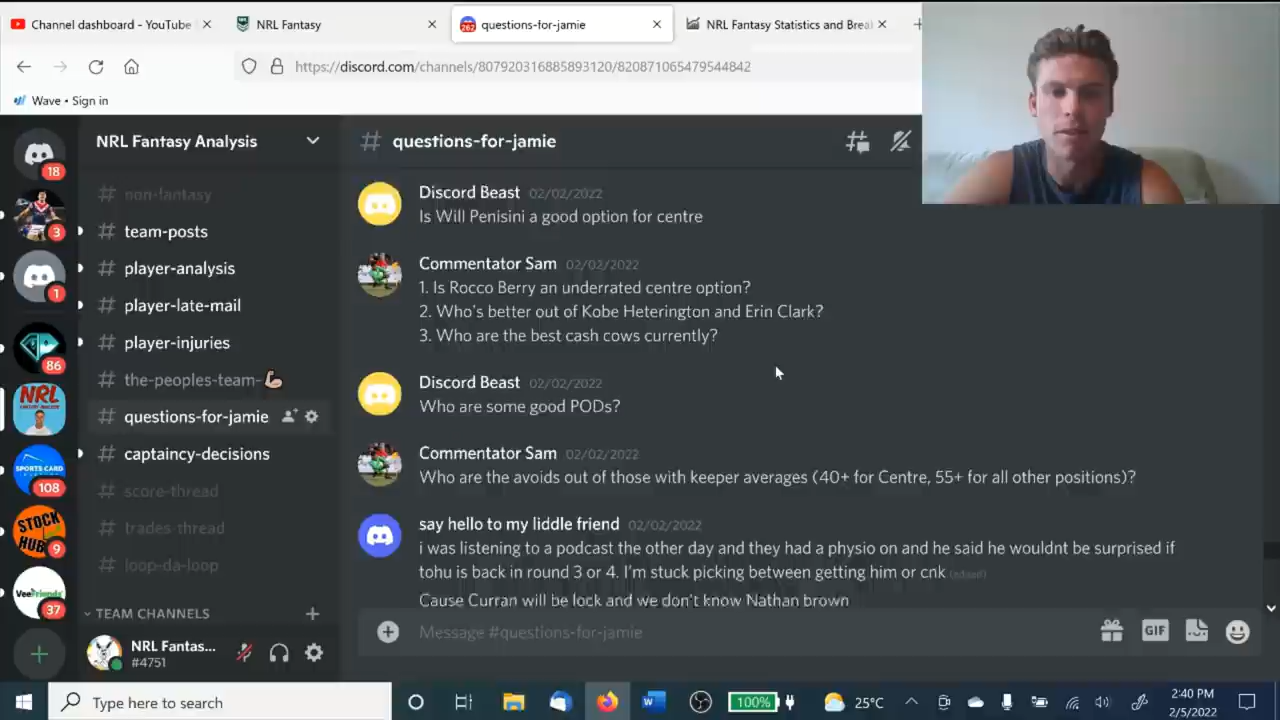 Channel dashboard - YouTube
NRL Fantasy
questions-for-jamie
NRL Fantasy Statistics and Brea
262
https://discord.com/channels/807920316885893120/820871065479544842
Wave • Sign in
NRL Fantasy Analysis
# questions-for-jamie
# non-fantasy
# team-posts
# player-analysis
# player-late-mail
# player-injuries
# the-peoples-team-💪
# questions-for-jamie
# captaincy-decisions
# score-thread
# trades-thread
# loop-da-loop
TEAM CHANNELS
NRL Fantas...
#4751
18
3
1
86
NRL
SPORTS CARD
108
STOCK
HUB
9
VeeFriends
37
Discord Beast 02/02/2022
Is Will Penisini a good option for centre
Commentator Sam 02/02/2022
1. Is Rocco Berry an underrated centre option?
2. Who's better out of Kobe Heterington and Erin Clark?
3. Who are the best cash cows currently?
Discord Beast 02/02/2022
Who are some good PODs?
Commentator Sam 02/02/2022
Who are the avoids out of those with keeper averages (40+ for Centre, 55+ for all other positions)?
say hello to my liddle friend 02/02/2022
i was listening to a podcast the other day and they had a physio on and he said he wouldnt be surprised if
tohu is back in round 3 or 4. I'm stuck picking between getting him or cnk (edited)
Cause Curran will be lock and we don't know Nathan brown
Message #questions-for-jamie
GIF
Type here to search
100%
25°C
2:40 PM
2/5/2022